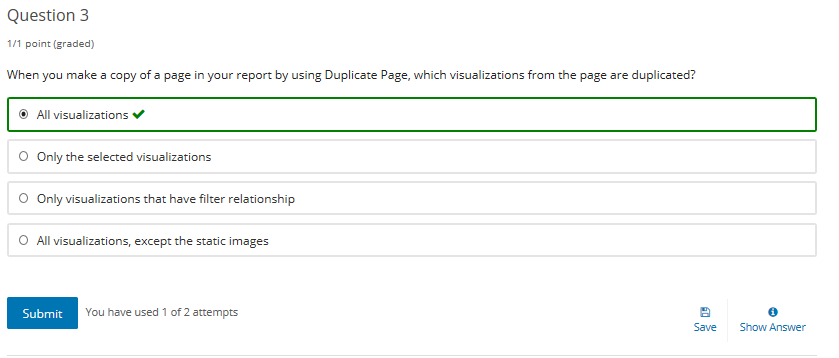 Question 3
1/1 point (graded)
When you make a copy of a page in your report by using Duplicate Page, which visualizations from the page are duplicated?
All visualizations
Only the selected visualizations
Only visualizations that have filter relationship
All visualizations, except the static images
Submit You have used 1 of 2 attempts
Save Show Answer